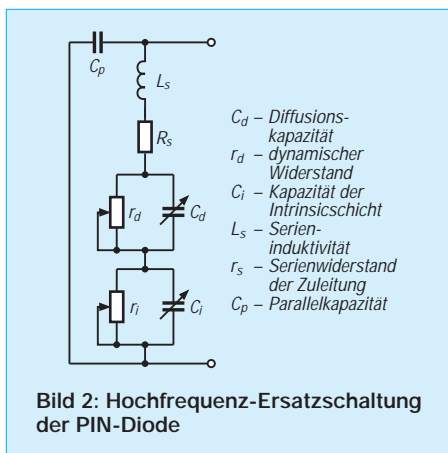 C_p
L_s
R_s
r_d
C_d
r_i
C_i
C_d – Diffusions-
kapazität
r_d – dynamischer
Widerstand
C_i – Kapazität der
Intrinsicschicht
L_s – Serien-
induktivität
r_s – Serienwiderstand
der Zuleitung
C_p – Parallelkapazität
Bild 2: Hochfrequenz-Ersatzschaltung
der PIN-Diode